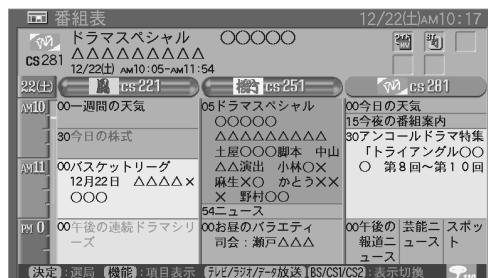 番組表 12/22(土)AM10:17
ドラマスペシャル ○○○○○
CS281 △△△△△△△△△
12/22(土) AM10:05-AM11:54
22(土) cs221 cs251 cs281
AM10
00一週間の天気
30今日の株式
AM11
00バスケットリーグ
12月22日 △△△△×
○○○
PM 0
00午後の連続ドラマシリ
ーズ
05ドラマスペシャル
○○○○○
△△△△△△△△△
土屋○○○脚本 中山
△△演出 小林○×
麻生×○ かとう××
× 野村○○
54ニュース
00お昼のバラエティ
司会：瀬戸△△△
00今日の天気
15今夜の番組案内
30アンコールドラマ特集
「トライアングル○○
○ 第8回〜第10回
00午後の
報道ニ
ュース
芸能ニ
ュース
スポッ
ト
決定:選局 機能:項目表示 テレビ/ラジオ/データ放送 BS/CS1/CS2:表示切換